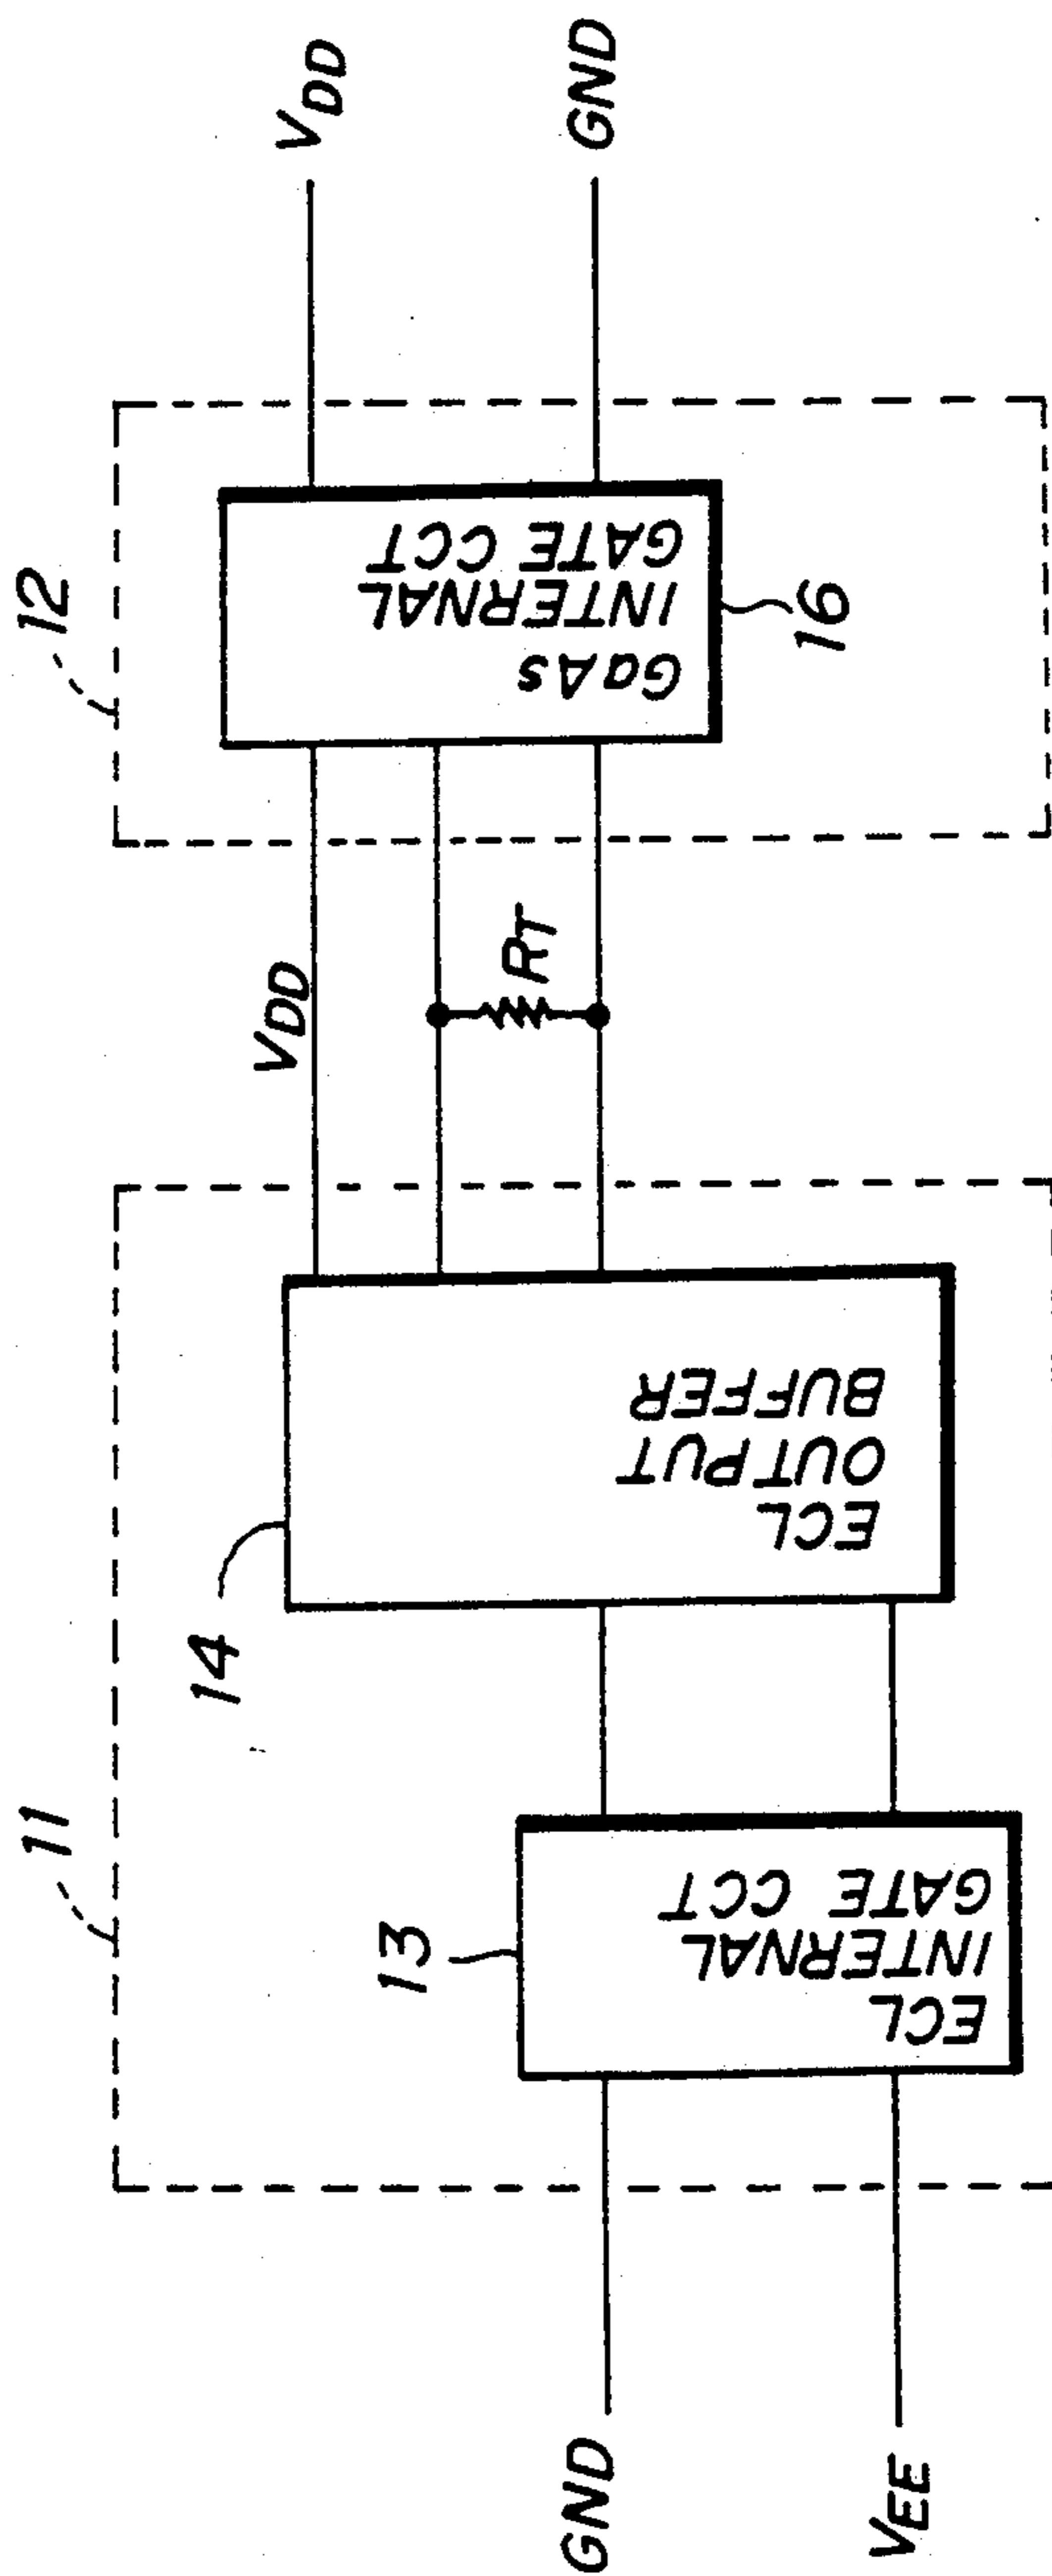 11
12
14
13
VDD
VDD
GND
GND
VEE
RT
ECL
INTERNAL
GATE CCT
ECL
OUTPUT
BUFFER
GaAs
INTERNAL
GATE CCT
16